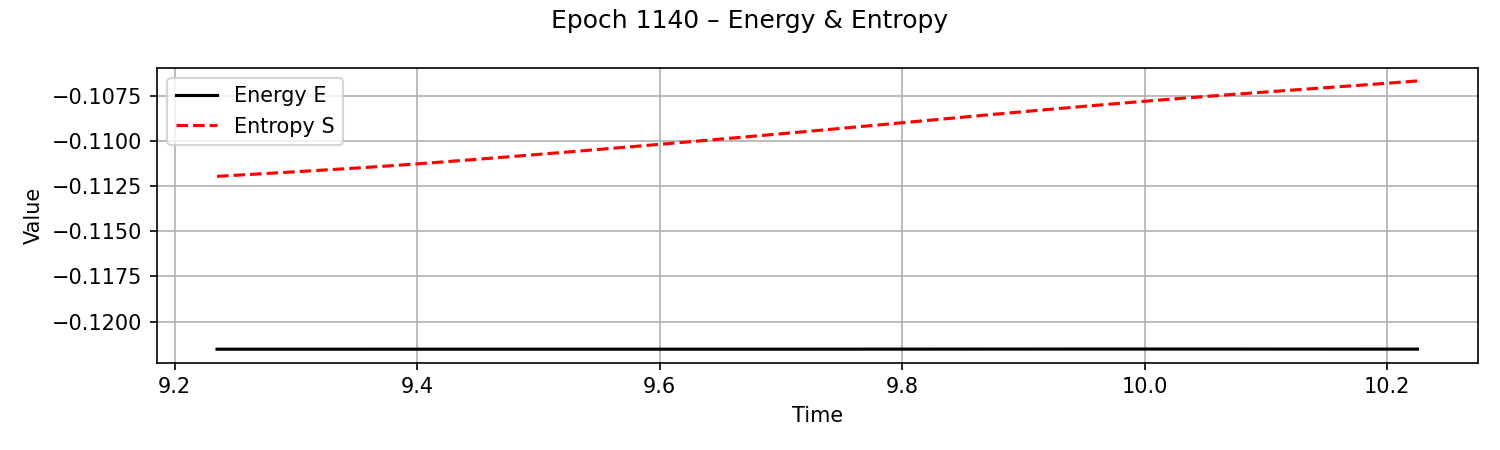 Epoch 1140 – Energy & Entropy
Energy E
Entropy S
Value
−0.1075
−0.1100
−0.1125
−0.1150
−0.1175
−0.1200
9.2 9.4 9.6 9.8 10.0 10.2
Time